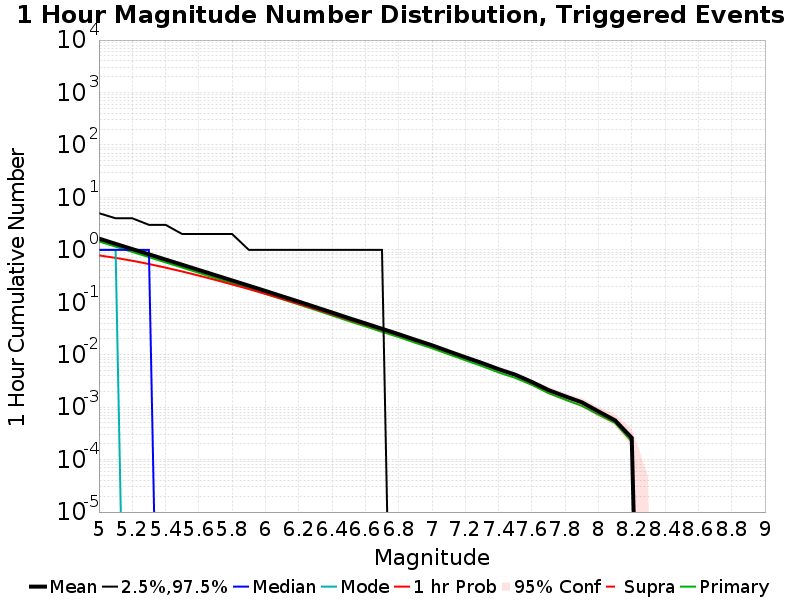 1 Hour Magnitude Number Distribution, Triggered Events
10^4
10^3
10^2
10^1
10^0
10^-1
10^-2
10^-3
10^-4
10^-5
1 Hour Cumulative Number
5 5.2 5.4 5.6 5.8 6 6.2 6.4 6.6 6.8 7 7.2 7.4 7.6 7.8 8 8.2 8.4 8.6 8.8 9
Magnitude
Mean 2.5%,97.5% Median Mode 1 hr Prob 95% Conf Supra Primary